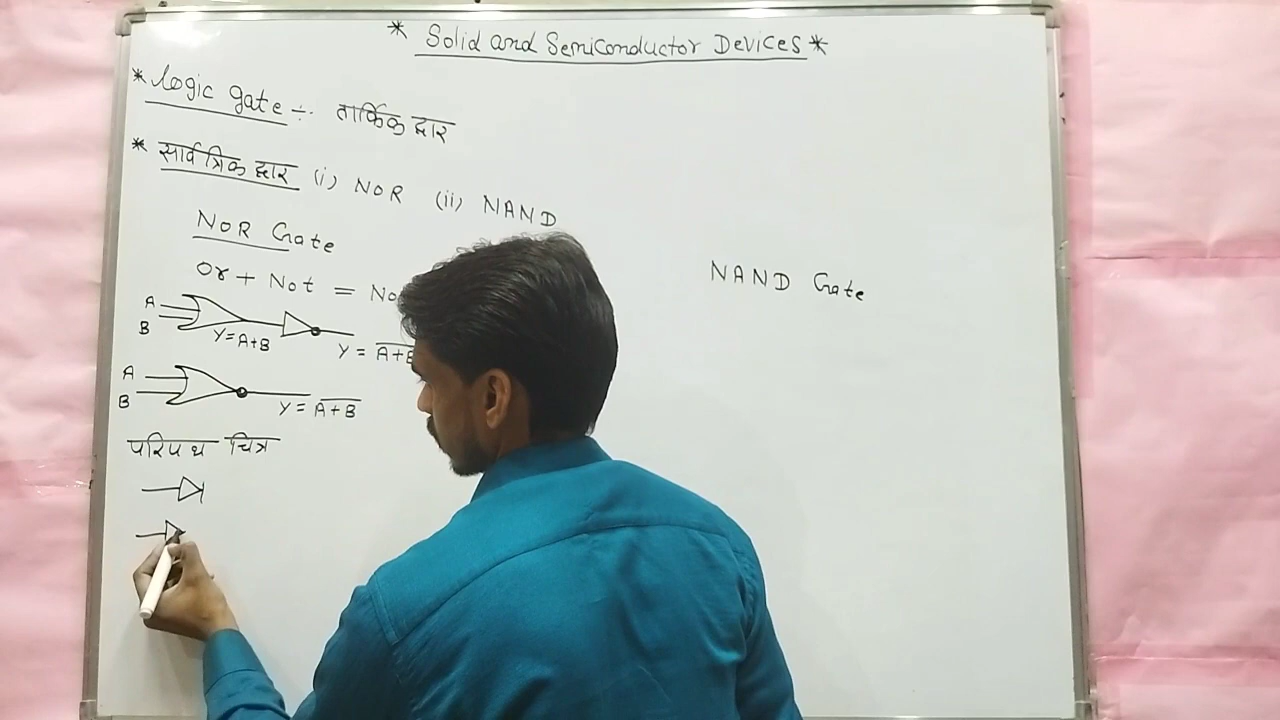 * Solid and Semiconductor Devices *
* Logic gate ÷ तार्किक द्वार
* सार्वत्रिक द्वार (i) NOR (ii) NAND
NOR Gate
Or + Not = No
A
B
Y=A+B
Y = A̅+̅B̅
A
B
Y = A̅+̅B̅
परिपथ चित्र
NAND Gate